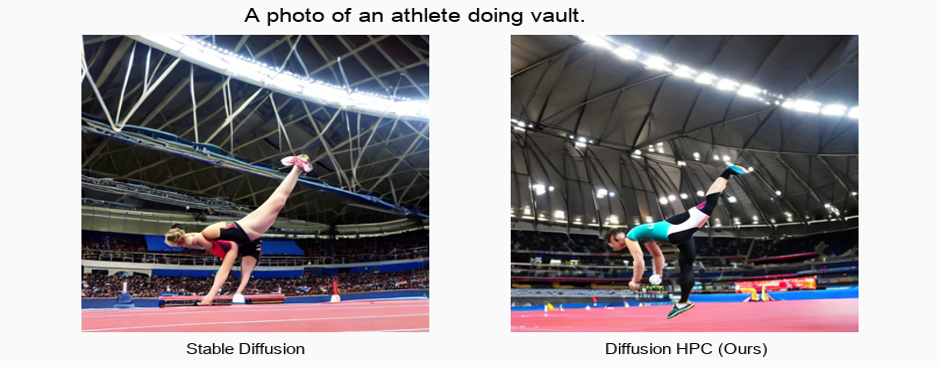 A photo of an athlete doing vault.
Stable Diffusion
Diffusion HPC (Ours)